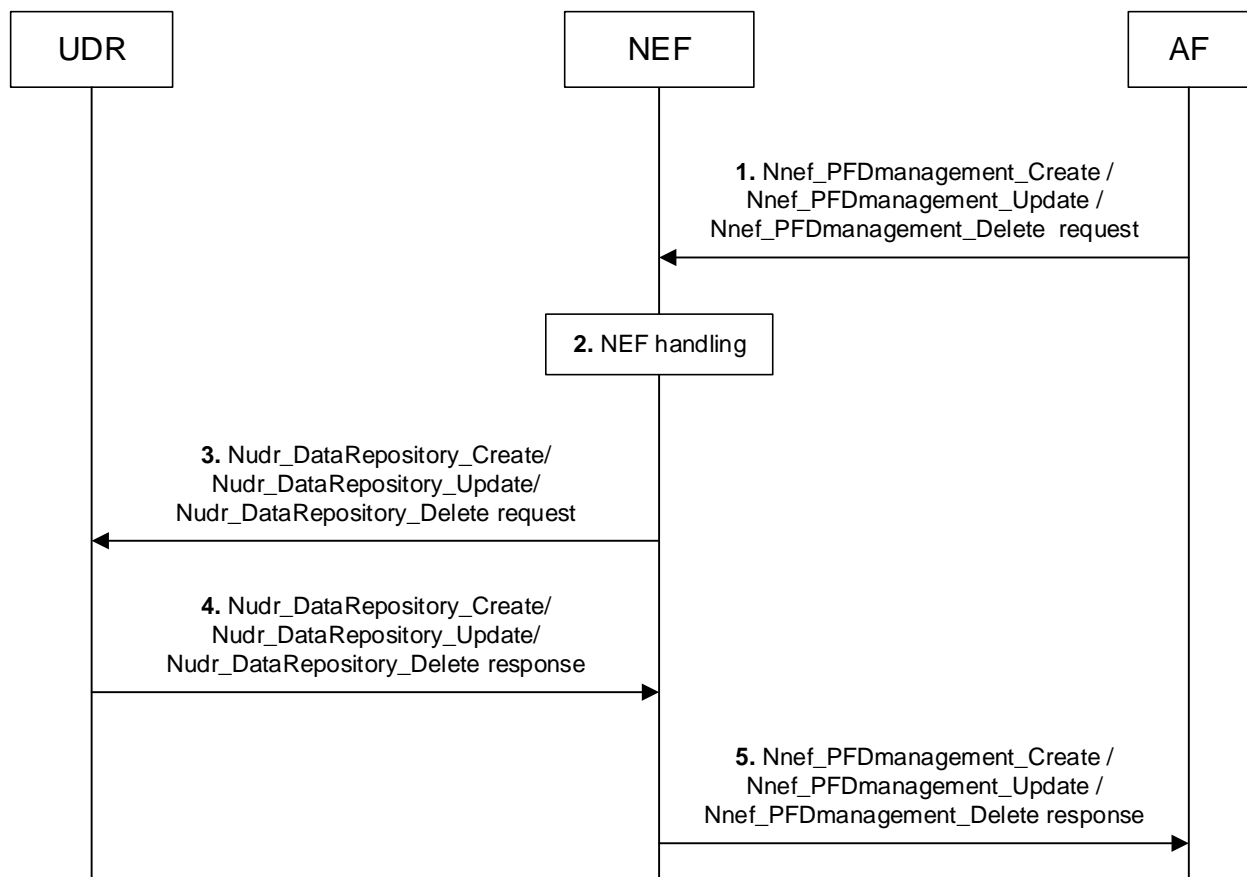 UDR
NEF
AF
1. Nnef_PFDmanagement_Create /
Nnef_PFDmanagement_Update /
Nnef_PFDmanagement_Delete request
2. NEF handling
3. Nudr_DataRepository_Create/
Nudr_DataRepository_Update/
Nudr_DataRepository_Delete request
4. Nudr_DataRepository_Create/
Nudr_DataRepository_Update/
Nudr_DataRepository_Delete response
5. Nnef_PFDmanagement_Create /
Nnef_PFDmanagement_Update /
Nnef_PFDmanagement_Delete response